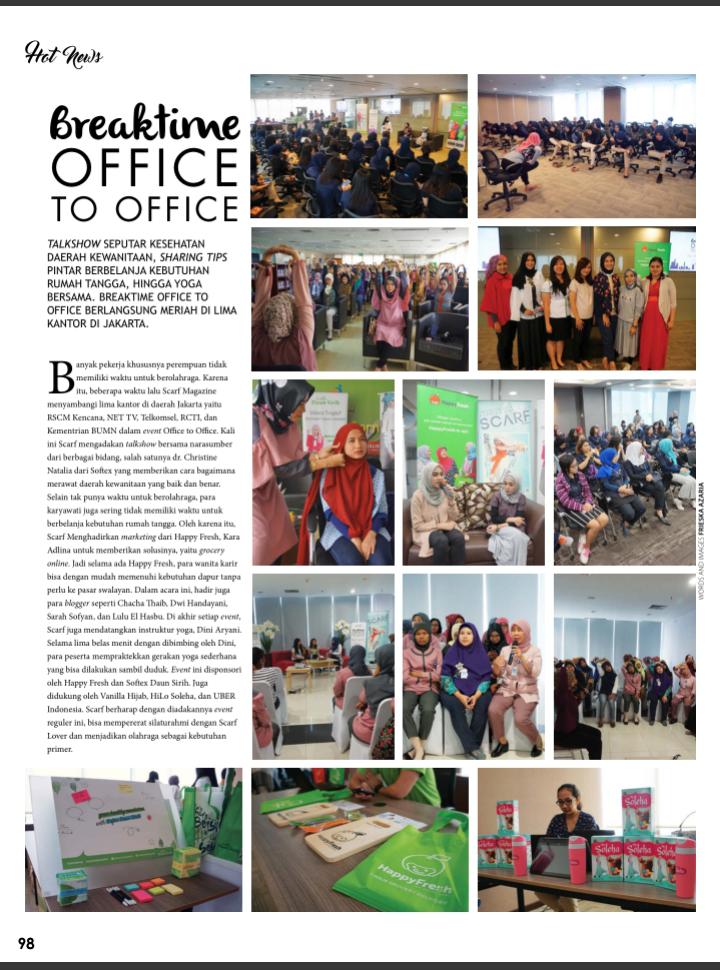 Hot News
Breaktime
OFFICE
TO OFFICE
TALKSHOW SEPUTAR KESEHATAN
DAERAH KEWANITAAN, SHARING TIPS
PINTAR BERBELANJA KEBUTUHAN
RUMAH TANGGA, HINGGA YOGA
BERSAMA. BREAKTIME OFFICE TO
OFFICE BERLANGSUNG MERIAH DI LIMA
KANTOR DI JAKARTA.
Banyak pekerja khususnya perempuan tidak
memiliki waktu untuk berolahraga. Karena
itu, beberapa waktu lalu Scarf Magazine
menyambangi lima kantor di daerah Jakarta yaitu
RSCM Kencana, NET TV, Telkomsel, RCTI, dan
Kementrian BUMN dalam event Office to Office. Kali
ini Scarf mengadakan talkshow bersama narasumber
dari berbagai bidang, salah satunya dr. Christine
Natalia dari Softex yang memberikan cara bagaimana
merawat daerah kewanitaan yang baik dan benar.
Selain tak punya waktu untuk berolahraga, para
karyawati juga sering tidak memiliki waktu untuk
berbelanja kebutuhan rumah tangga. Oleh karena itu,
Scarf Menghadirkan marketing dari Happy Fresh, Kara
Adlina untuk memberikan solusinya, yaitu grocery
online. Jadi selama ada Happy Fresh, para wanita karir
bisa dengan mudah memenuhi kebutuhan dapur tanpa
perlu ke pasar swalayan. Dalam acara ini, hadir juga
para blogger seperti Chacha Thaib, Dwi Handayani,
Sarah Sofyan, dan Lulu El Hasbu. Di akhir setiap event,
Scarf juga mendatangkan instruktur yoga, Dini Aryani.
Selama lima belas menit dengan dibimbing oleh Dini,
para peserta mempraktekkan gerakan yoga sederhana
yang bisa dilakukan sambil duduk. Event ini disponsori
oleh Happy Fresh dan Softex Daun Sirih. Juga
didukung oleh Vanilla Hijab, HiLo Soleha, dan UBER
Indonesia. Scarf berharap dengan diadakannya event
reguler ini, bisa mempererat silaturahmi dengan Scarf
Lover dan menjadikan olahraga sebagai kebutuhan
primer.
WORDS AND IMAGES FRIESKA AZARIA
SCARF
HappyFresh
Soleha
Soleha
Soleha
Soleha
98